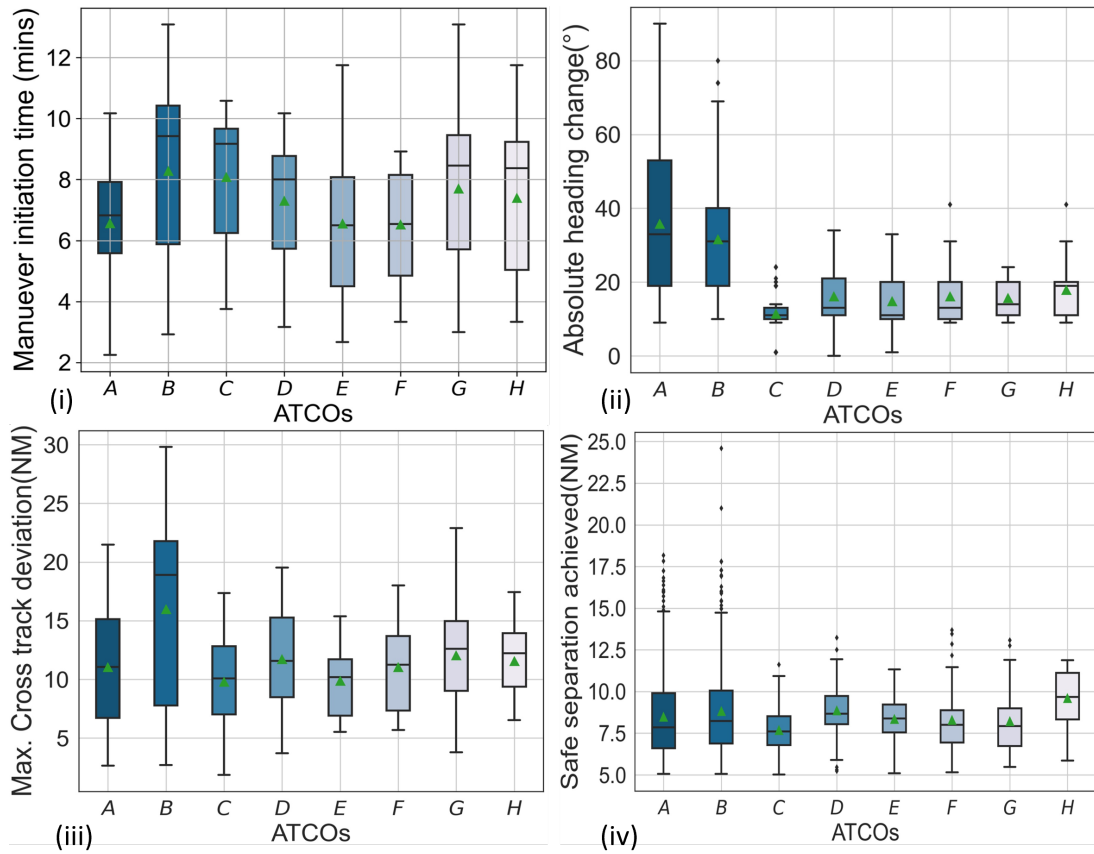 Manuever initiation time (mins)
12
10
8
6
4
2
A B C D E F G H
ATCOs
(i)
Absolute heading change(°)
80
60
40
20
0
A B C D E F G H
ATCOs
(ii)
Max. Cross track deviation(NM)
30
25
20
15
10
5
A B C D E F G H
ATCOs
(iii)
Safe separation achieved(NM)
25.0
22.5
20.0
17.5
15.0
12.5
10.0
7.5
5.0
A B C D E F G H
ATCOs
(iv)